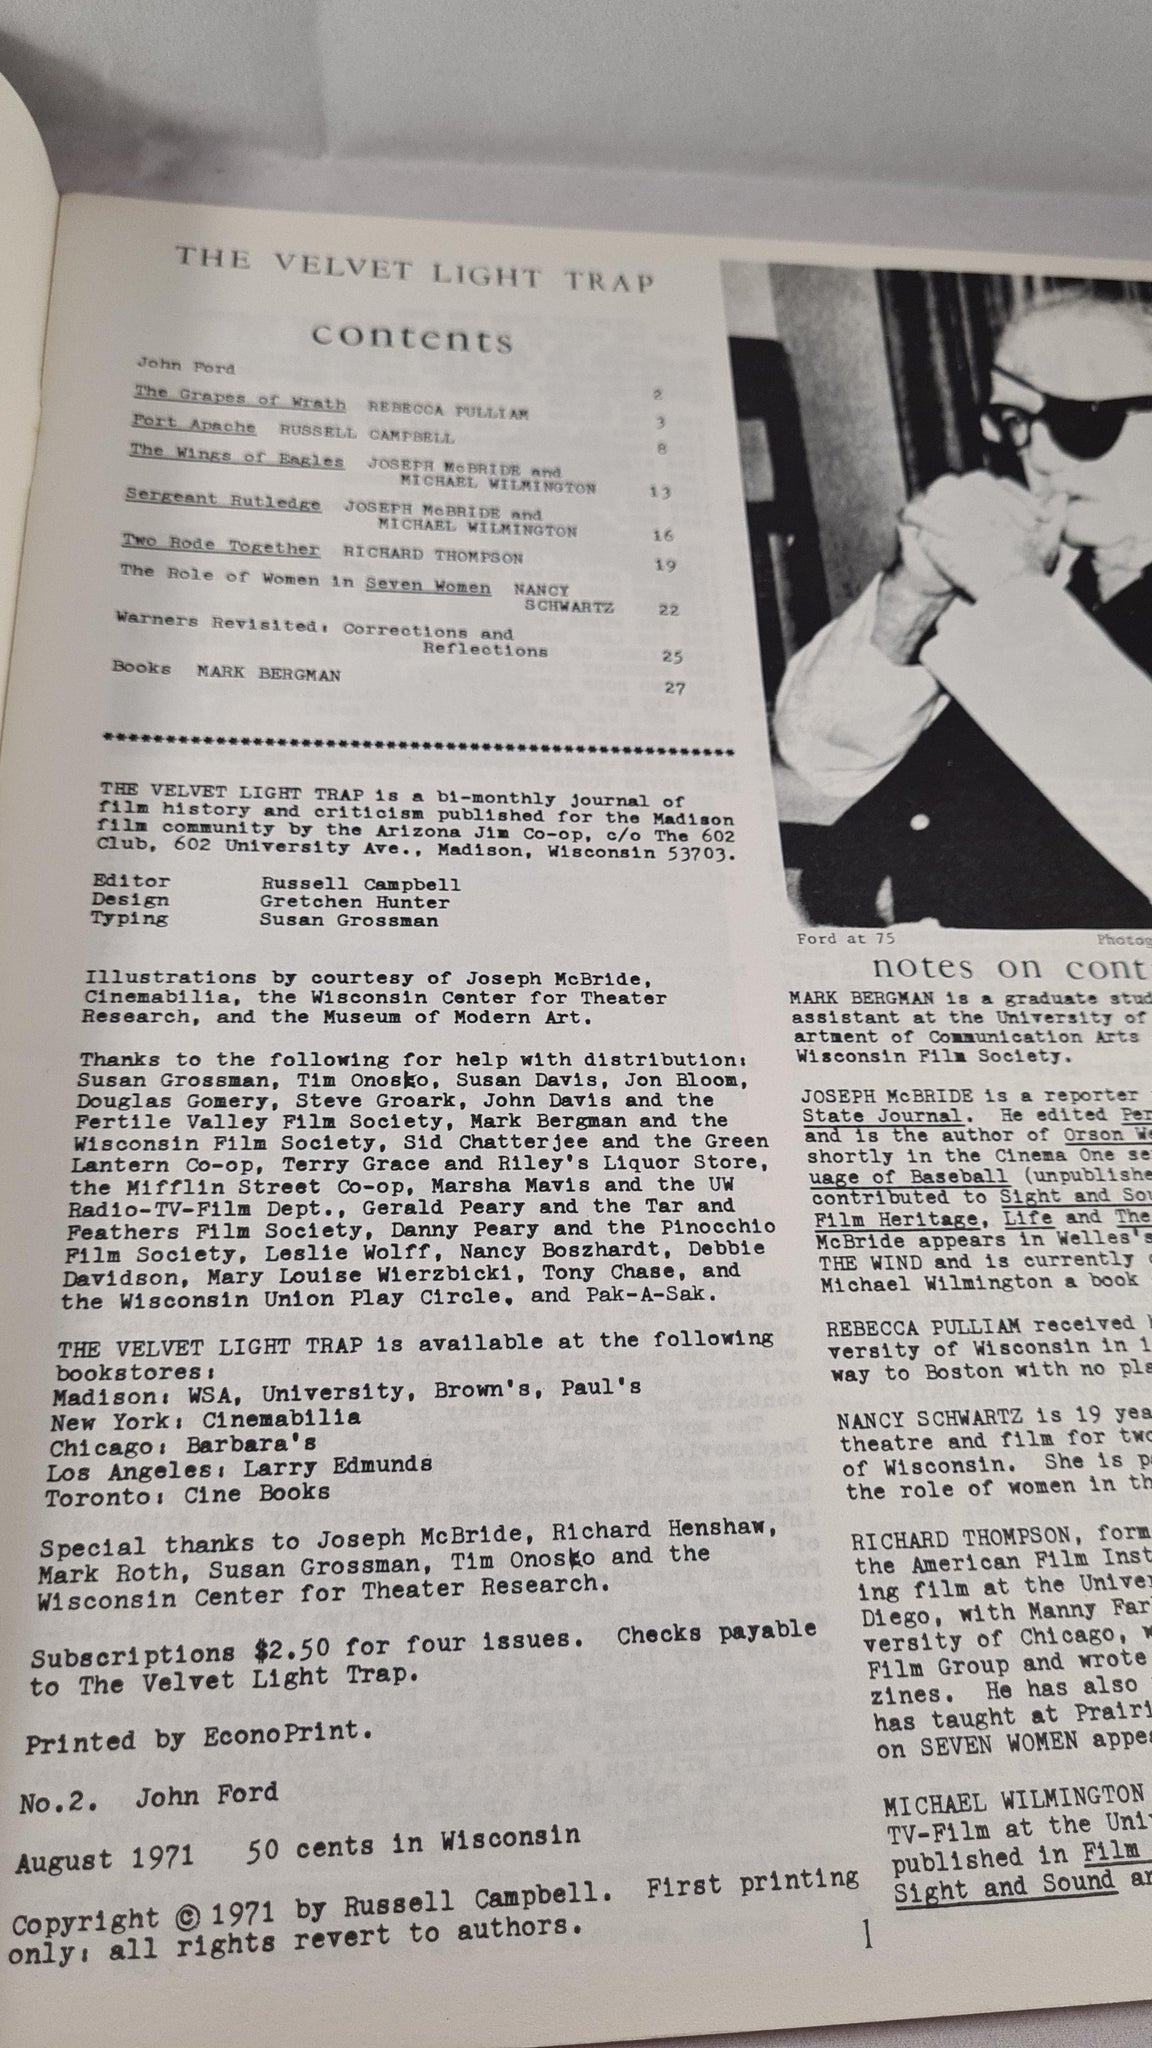 THE VELVET LIGHT TRAP
contents
John Ford 2
The Grapes of Wrath REBECCA PULLIAM 3
Fort Apache RUSSELL CAMPBELL 8
The Wings of Eagles JOSEPH McBRIDE and
MICHAEL WILMINGTON 13
Sergeant Rutledge JOSEPH McBRIDE and
MICHAEL WILMINGTON 16
Two Rode Together RICHARD THOMPSON 19
The Role of Women in Seven Women NANCY
SCHWARTZ 22
Warners Revisited: Corrections and
Reflections 25
Books MARK BERGMAN 27
THE VELVET LIGHT TRAP is a bi-monthly journal of
film history and criticism published for the Madison
film community by the Arizona Jim Co-op, c/o The 602
Club, 602 University Ave., Madison, Wisconsin 53703.
Editor Russell Campbell
Design Gretchen Hunter
Typing Susan Grossman
Illustrations by courtesy of Joseph McBride,
Cinemabilia, the Wisconsin Center for Theater
Research, and the Museum of Modern Art.
Thanks to the following for help with distribution:
Susan Grossman, Tim Onosko, Susan Davis, Jon Bloom,
Douglas Gomery, Steve Groark, John Davis and the
Fertile Valley Film Society, Mark Bergman and the
Wisconsin Film Society, Sid Chatterjee and the Green
Lantern Co-op, Terry Grace and Riley's Liquor Store,
the Mifflin Street Co-op, Marsha Mavis and the UW
Radio-TV-Film Dept., Gerald Peary and the Tar and
Feathers Film Society, Danny Peary and the Pinocchio
Film Society, Leslie Wolff, Nancy Boszhardt, Debbie
Davidson, Mary Louise Wierzbicki, Tony Chase, and
the Wisconsin Union Play Circle, and Pak-A-Sak.
THE VELVET LIGHT TRAP is available at the following
bookstores:
Madison: WSA, University, Brown's, Paul's
New York: Cinemabilia
Chicago: Barbara's
Los Angeles: Larry Edmunds
Toronto: Cine Books
Special thanks to Joseph McBride, Richard Henshaw,
Mark Roth, Susan Grossman, Tim Onosko and the
Wisconsin Center for Theater Research.
Subscriptions $2.50 for four issues. Checks payable
to The Velvet Light Trap.
Printed by EconoPrint.
No.2. John Ford
August 1971 50 cents in Wisconsin
Copyright © 1971 by Russell Campbell. First printing
only: all rights revert to authors.
1
Ford at 75 Photog
notes on cont
MARK BERGMAN is a graduate stud
assistant at the University of
artment of Communication Arts
Wisconsin Film Society.
JOSEPH McBRIDE is a reporter
State Journal. He edited Per
and is the author of Orson We
shortly in the Cinema One se
uage of Baseball (unpublishe
contributed to Sight and Sou
Film Heritage, Life and The
McBride appears in Welles's
THE WIND and is currently
Michael Wilmington a book
REBECCA PULLIAM received
versity of Wisconsin in 1
way to Boston with no pla
NANCY SCHWARTZ is 19 yea
theatre and film for two
of Wisconsin. She is p
the role of women in th
RICHARD THOMPSON, form
the American Film Inst
ing film at the Unive
Diego, with Manny Far
versity of Chicago, w
Film Group and wrote
zines. He has also
has taught at Prairi
on SEVEN WOMEN appe
MICHAEL WILMINGTON
TV-Film at the Uni
published in Film
Sight and Sound an